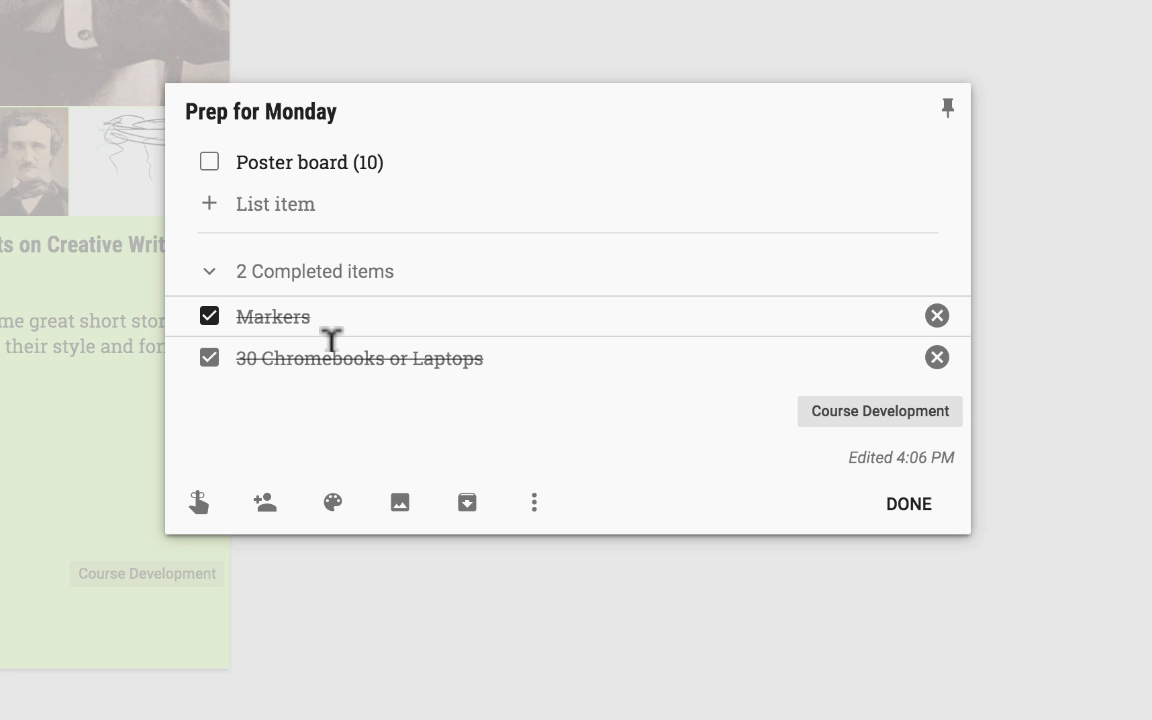 Prep for Monday
Poster board (10)
List item
2 Completed items
Markers
30 Chromebooks or Laptops
Course Development
Edited 4:06 PM
DONE
ts on Creative Writ
me great short stor
their style and for
Course Development